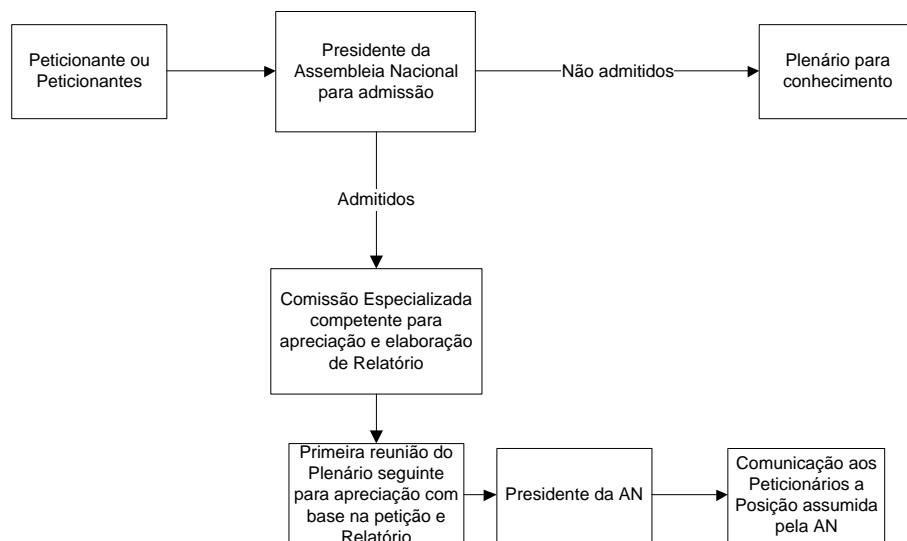 Peticionante ou
Peticionantes
Presidente da
Assembleia Nacional
para admissão
Não admitidos
Plenário para
conhecimento
Admitidos
Comissão Especializada
competente para
apreciação e elaboração
de Relatório
Primeira reunião do
Plenário seguinte
para apreciação com
base na petição e
Relatório
Presidente da AN
Comunicação aos
Peticionários a
Posição assumida
pela AN